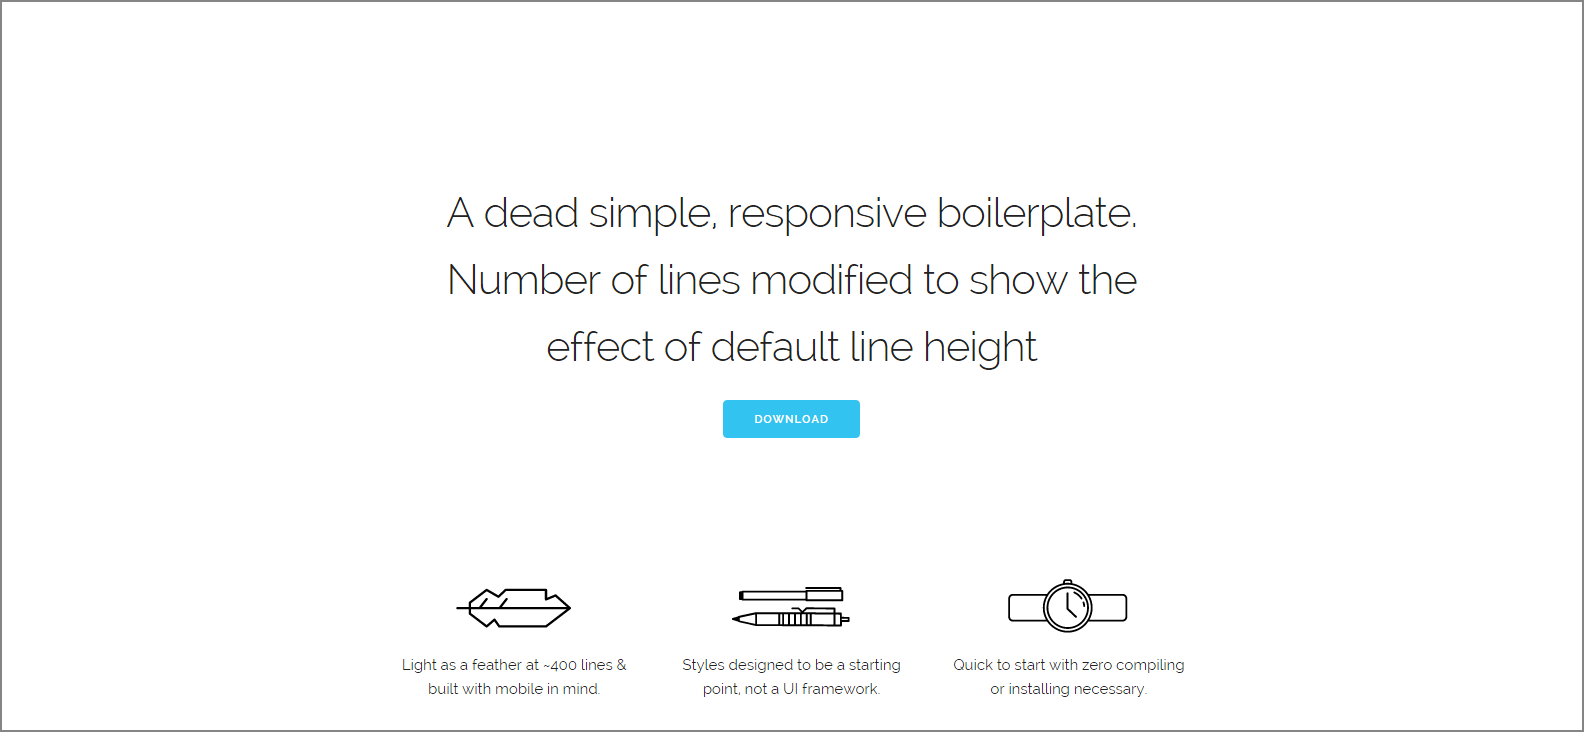 A dead simple, responsive boilerplate.
Number of lines modified to show the
effect of default line height
DOWNLOAD
Light as a feather at ~400 lines &
built with mobile in mind.
Styles designed to be a starting
point, not a UI framework.
Quick to start with zero compiling
or installing necessary.